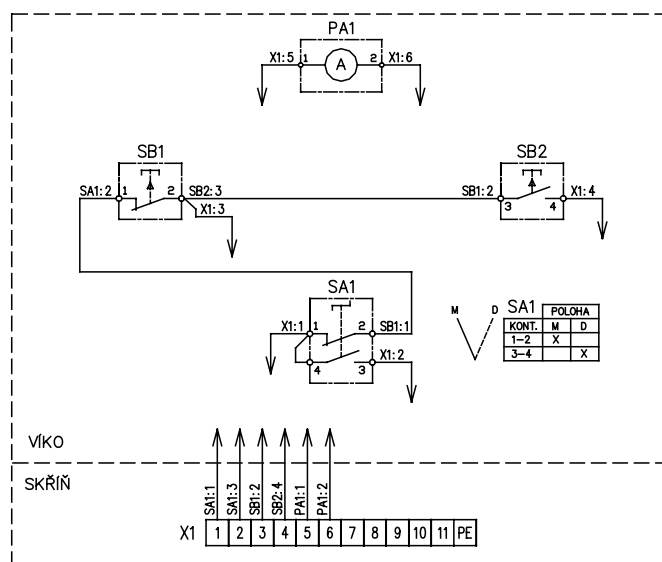 PA1
X1:5 1 A 2 X1:6
SB1 SB2
SA1:2 1 2 SB2:3 SB1:2 X1:4
X1:3 3 4
SA1
X1:1 1 2 SB1:1
4 3 X1:2
M D SA1 POLOHA
KONT. M D
1-2 X
3-4 X
VÍKO
SKŘÍŇ
SA1:1 SA1:3 SB1:2 SB2:4 PA1:1 PA1:2
X1 1 2 3 4 5 6 7 8 9 10 11 PE